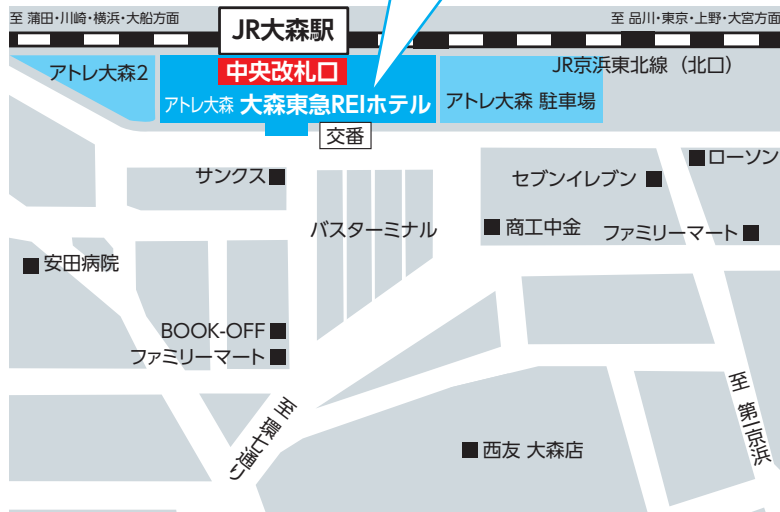 至 蒲田・川崎・横浜・大船方面
JR大森駅
至 品川・東京・上野・大宮方面
アトレ大森2
中央改札口
JR京浜東北線（北口）
アトレ大森 大森東急REIホテル
アトレ大森 駐車場
交番
ローソン
サンクス
セブンイレブン
バスターミナル
商工中金
ファミリーマート
安田病院
BOOK-OFF
ファミリーマート
至 環七通り
至 第一京浜
西友 大森店